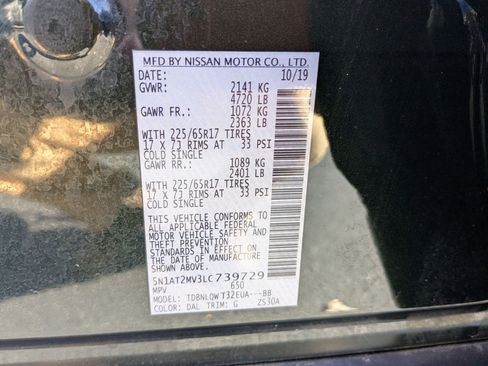 MFD BY NISSAN MOTOR CO., LTD.
DATE: 10/19
GVWR: 2141 KG
4720 LB
GAWR FR.: 1072 KG
2363 LB
WITH 225/65R17 TIRES
17 X 7J RIMS AT 33 PSI
COLD SINGLE
GAWR RR.: 1089 KG
2401 LB
WITH 225/65R17 TIRES
17 X 7J RIMS AT 33 PSI
COLD SINGLE
THIS VEHICLE CONFORMS TO
ALL APPLICABLE FEDERAL
MOTOR VEHICLE SAFETY AND
THEFT PREVENTION
STANDARDS IN EFFECT ON
THE DATE OF MANUFACTURE
SHOWN ABOVE.
5N1AT2MV3LC739729
MPV 650
MODEL: TDBNLQWT32EUA---BB
COLOR: DAL TRIM: G ZS30A